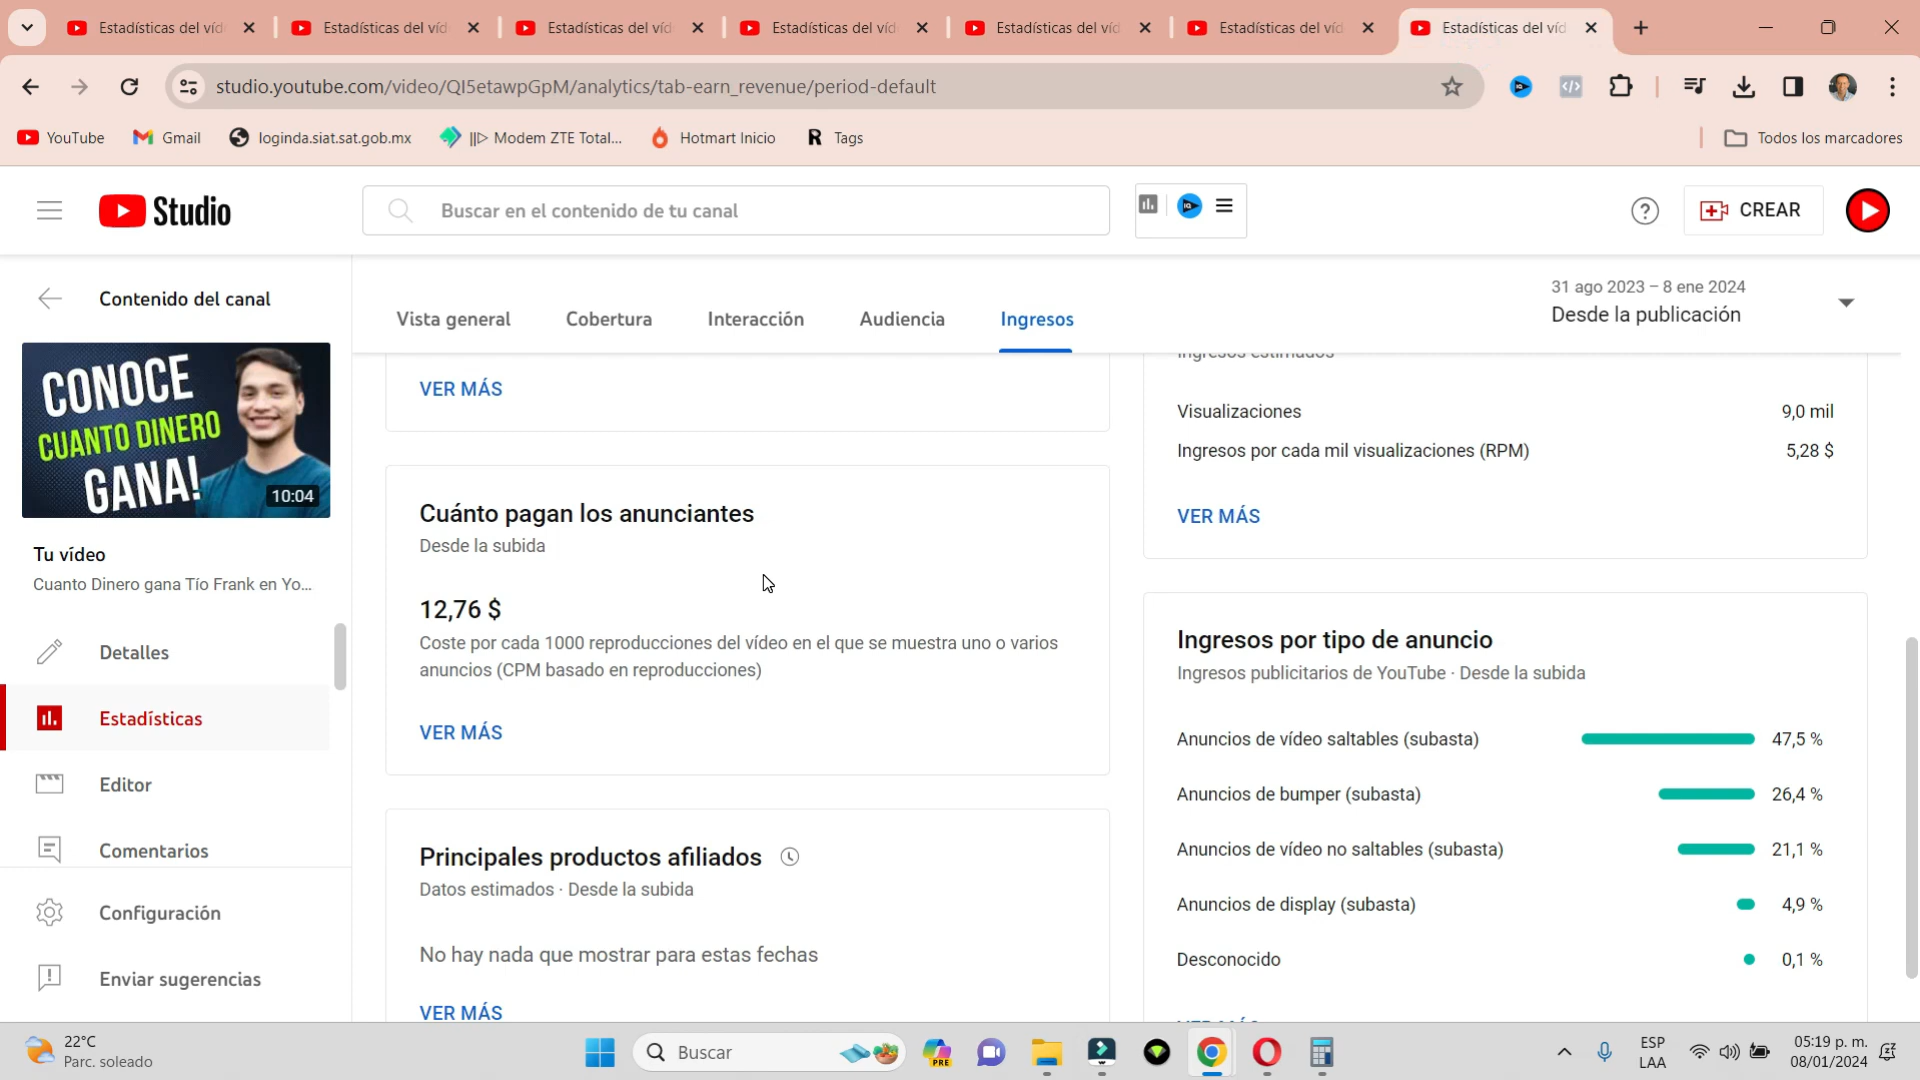 Estadísticas del víd
Estadísticas del víd
Estadísticas del víd
Estadísticas del víd
Estadísticas del víd
Estadísticas del víd
Estadísticas del víd
studio.youtube.com/video/QI5etawpGpM/analytics/tab-earn_revenue/period-default
YouTube
Gmail
loginda.siat.sat.gob.mx
||▷ Modem ZTE Total...
Hotmart Inicio
Tags
Todos los marcadores
Studio
Buscar en el contenido de tu canal
CREAR
Contenido del canal
CONOCE
CUANTO DINERO
GANA!
10:04
Tu vídeo
Cuanto Dinero gana Tío Frank en Yo...
Detalles
Estadísticas
Editor
Comentarios
Configuración
Enviar sugerencias
Vista general
Cobertura
Interacción
Audiencia
Ingresos
31 ago 2023 – 8 ene 2024
Desde la publicación
VER MÁS
Cuánto pagan los anunciantes
Desde la subida
12,76 $
Coste por cada 1000 reproducciones del vídeo en el que se muestra uno o varios
anuncios (CPM basado en reproducciones)
VER MÁS
Principales productos afiliados
Datos estimados · Desde la subida
No hay nada que mostrar para estas fechas
VER MÁS
Ingresos estimados
Visualizaciones 9,0 mil
Ingresos por cada mil visualizaciones (RPM) 5,28 $
VER MÁS
Ingresos por tipo de anuncio
Ingresos publicitarios de YouTube · Desde la subida
Anuncios de vídeo saltables (subasta) 47,5 %
Anuncios de bumper (subasta) 26,4 %
Anuncios de vídeo no saltables (subasta) 21,1 %
Anuncios de display (subasta) 4,9 %
Desconocido 0,1 %
VER MÁS
22°C
Parc. soleado
Buscar
PRE
ESP
LAA
05:19 p. m.
08/01/2024